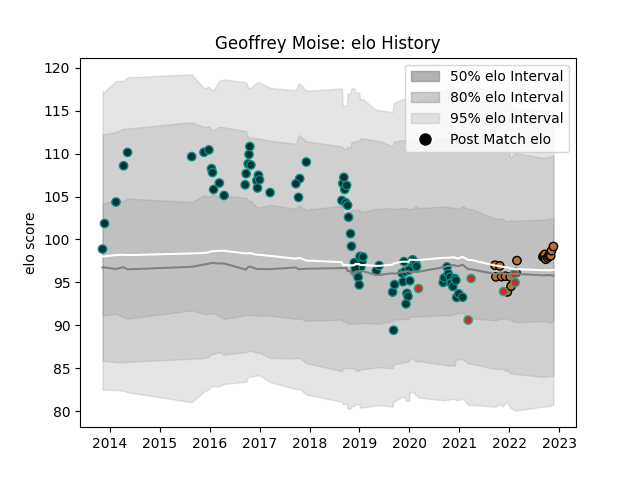 Geoffrey Moise: elo History
50% elo Interval
80% elo Interval
95% elo Interval
Post Match elo
elo score
120
115
110
105
100
95
90
85
80
2014 2015 2016 2017 2018 2019 2020 2021 2022 2023